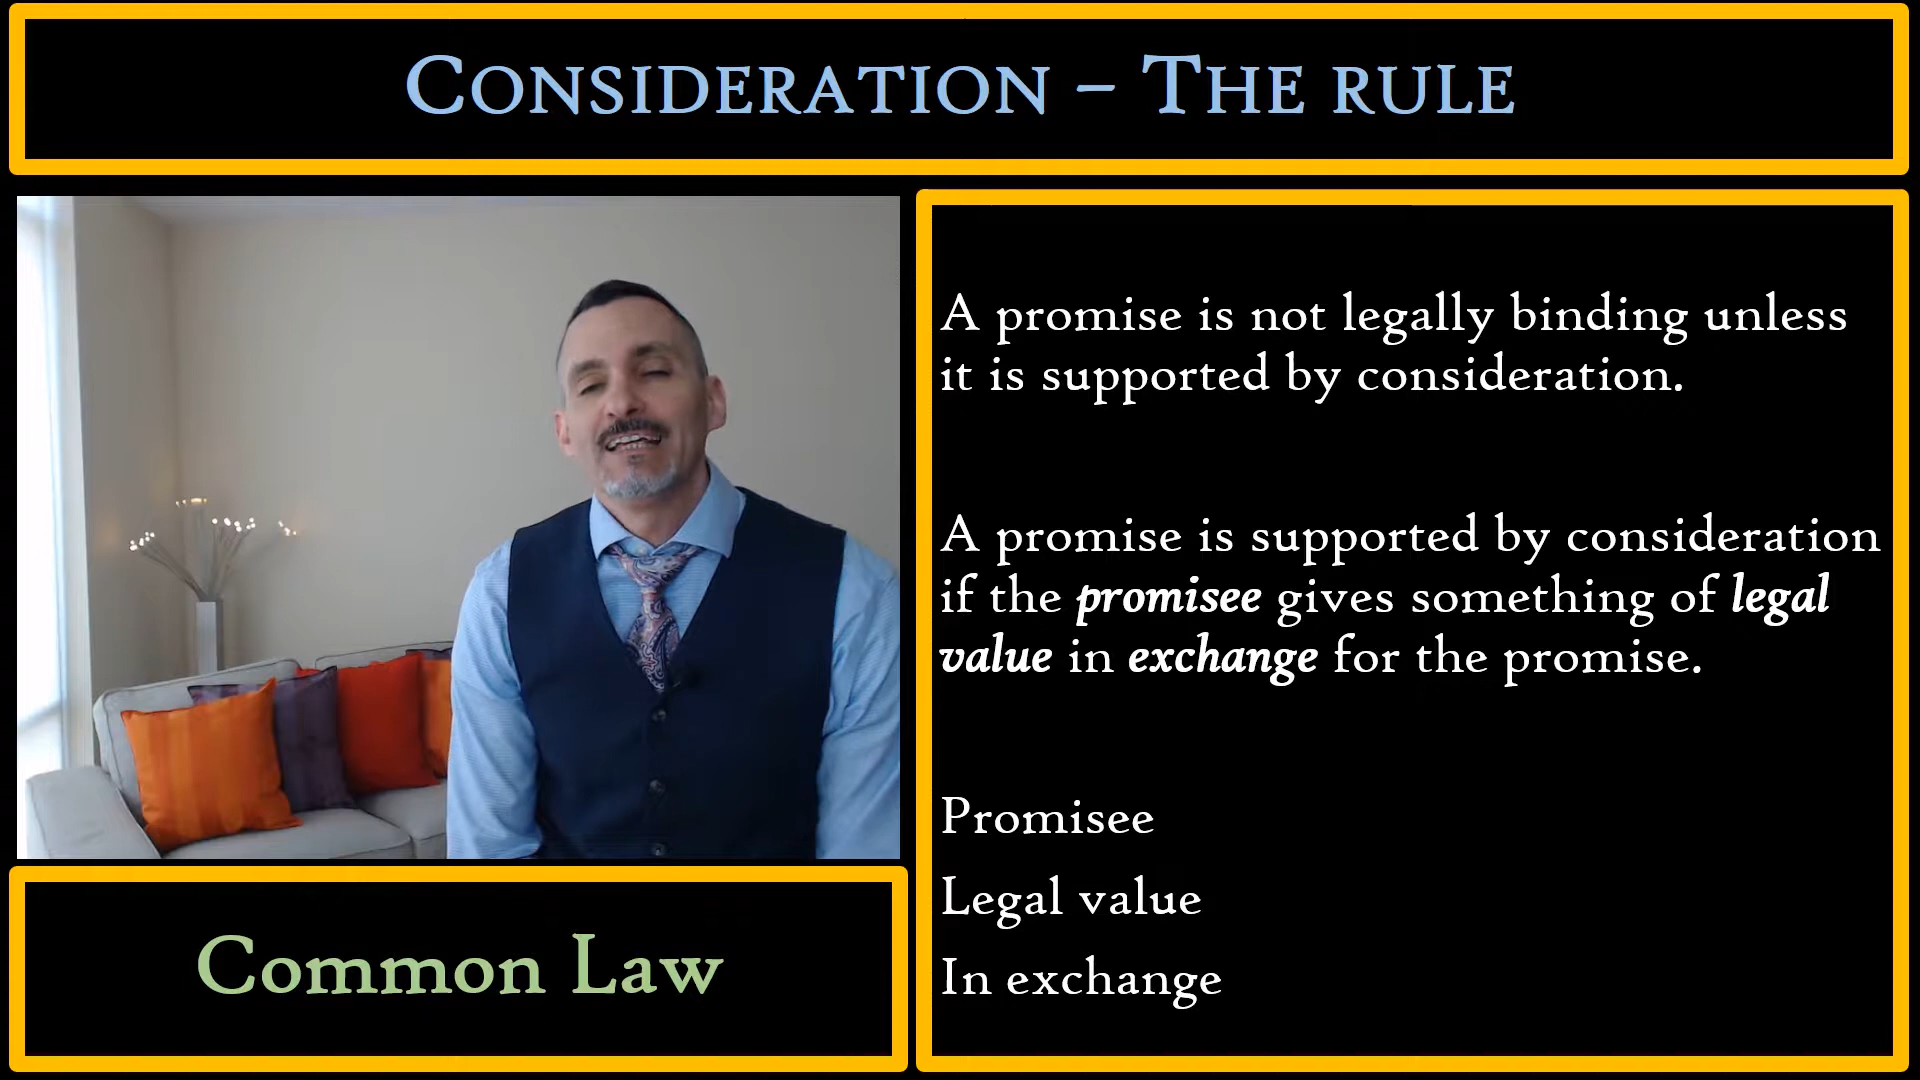 CONSIDERATION – THE RULE
A promise is not legally binding unless
it is supported by consideration.
A promise is supported by consideration
if the promisee gives something of legal
value in exchange for the promise.
Promisee
Legal value
In exchange
Common Law